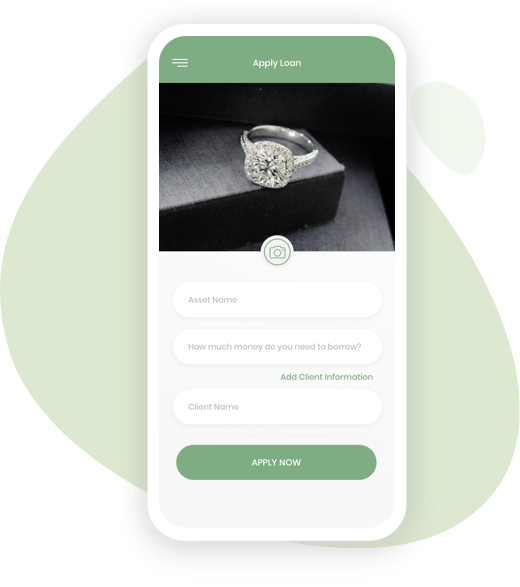 Apply Loan
Asset Name
How much money do you need to borrow?
Add Client Information
Client Name
APPLY NOW